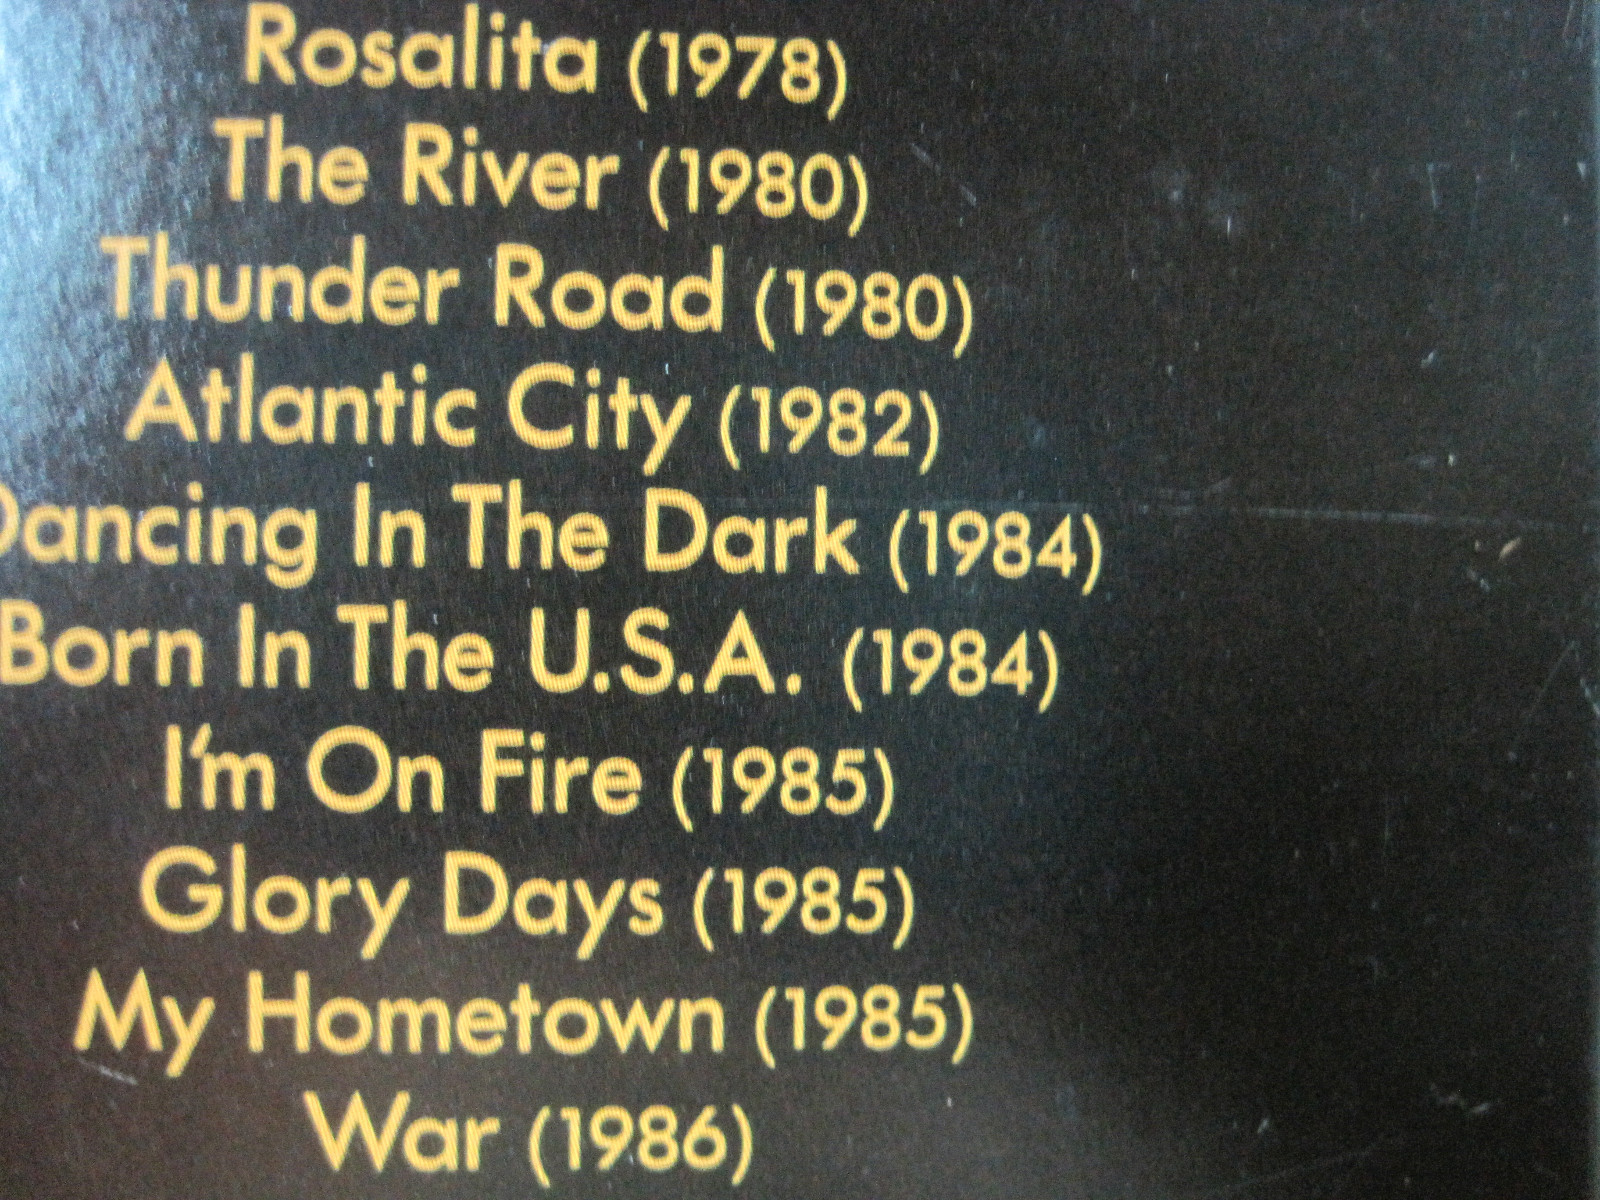 Rosalita (1978)
The River (1980)
Thunder Road (1980)
Atlantic City (1982)
Dancing In The Dark (1984)
Born In The U.S.A. (1984)
I'm On Fire (1985)
Glory Days (1985)
My Hometown (1985)
War (1986)